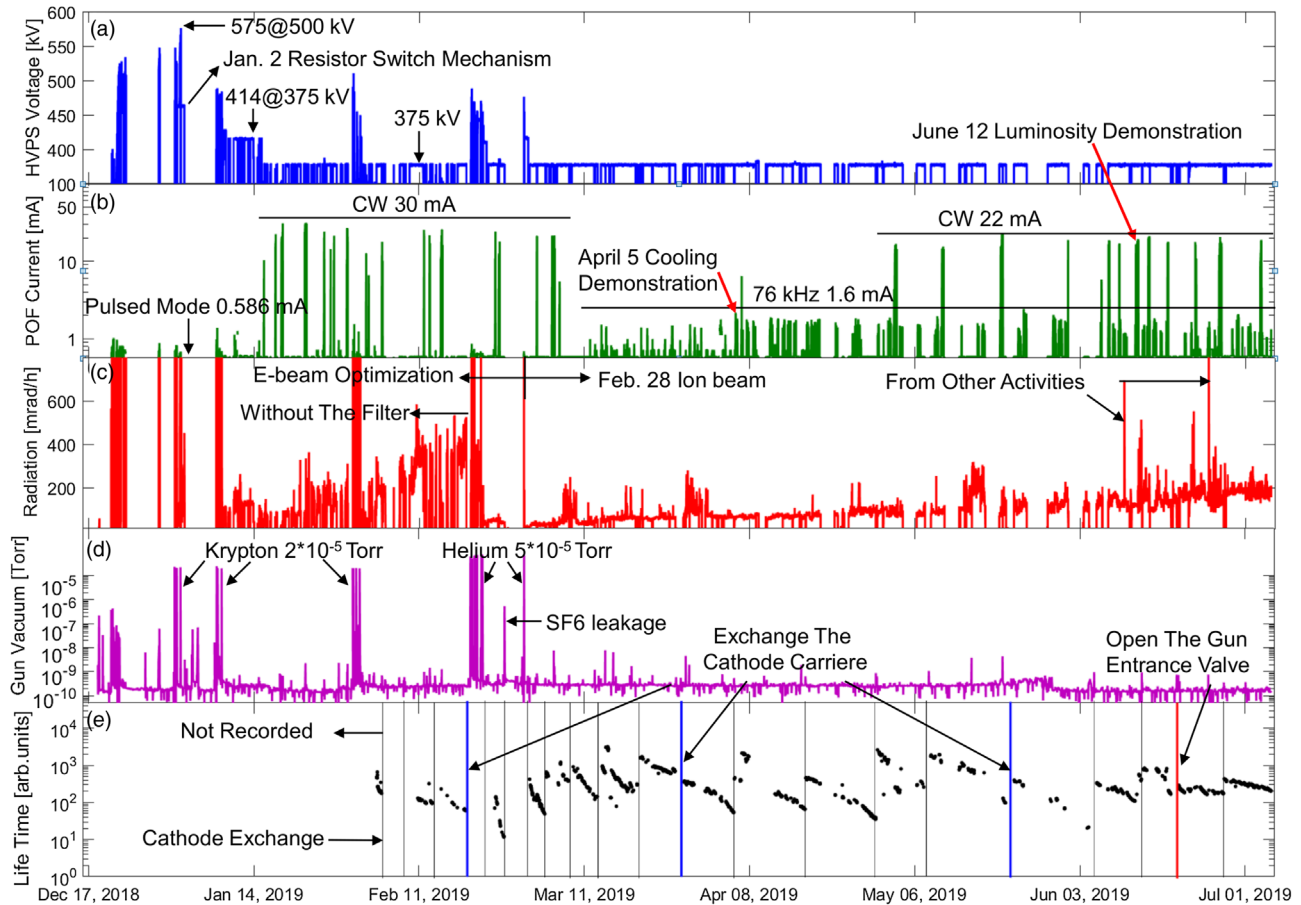 (a)
HVPS Voltage [kV]
600
550
500
450
400
575@500 kV
Jan. 2 Resistor Switch Mechanism
414@375 kV
375 kV
June 12 Luminosity Demonstration
(b)
POF Current [mA]
100
50
10
1
CW 30 mA
CW 22 mA
April 5 Cooling
Demonstration
76 kHz 1.6 mA
Pulsed Mode 0.586 mA
(c)
Radiation [mrad/h]
600
400
200
E-beam Optimization
Feb. 28 Ion beam
From Other Activities
Without The Filter
(d)
Gun Vacuum [Torr]
10-5
10-6
10-7
10-8
10-9
10-10
Krypton 2*10-5 Torr
Helium 5*10-5 Torr
SF6 leakage
Exchange The
Cathode Carriere
Open The Gun
Entrance Valve
(e)
Life Time [arb.units]
104
103
102
101
100
Not Recorded
Cathode Exchange
Dec 17, 2018
Jan 14, 2019
Feb 11, 2019
Mar 11, 2019
Apr 08, 2019
May 06, 2019
Jun 03, 2019
Jul 01, 2019